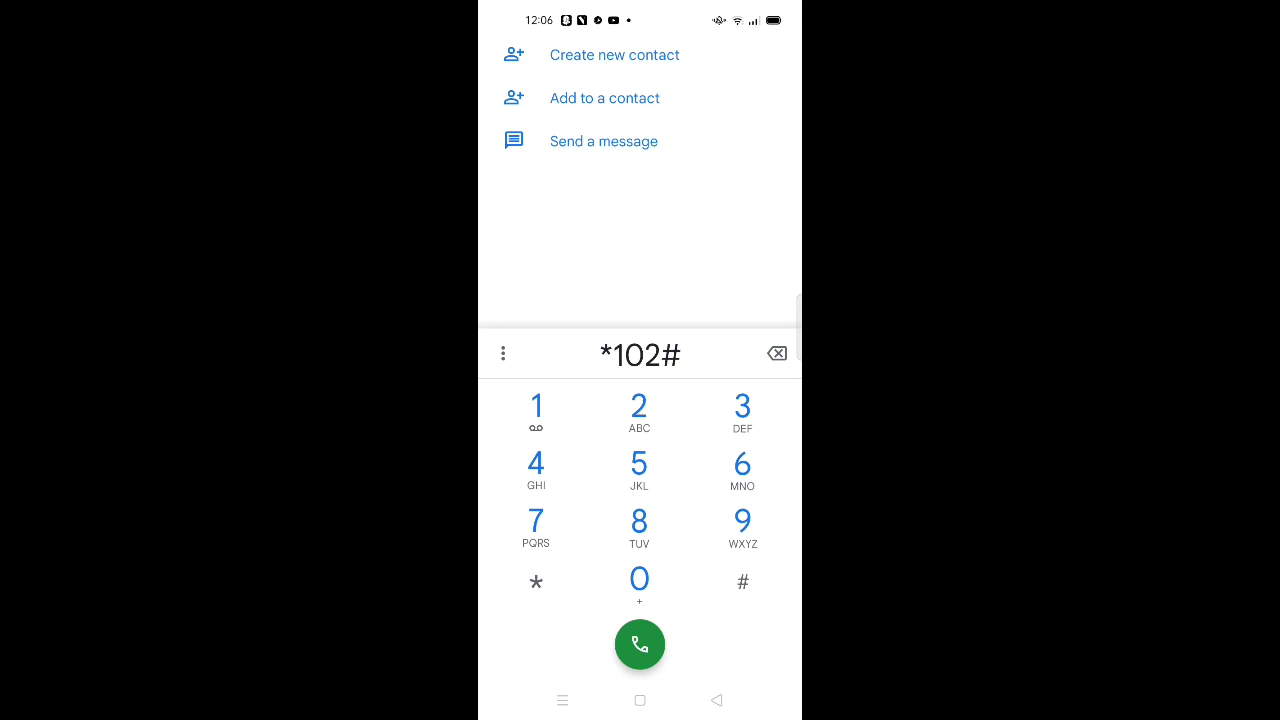 12:06
Create new contact
Add to a contact
Send a message
*102#
1 2 3
ABC DEF
4 5 6
GHI JKL MNO
7 8 9
PQRS TUV WXYZ
* 0 #
+